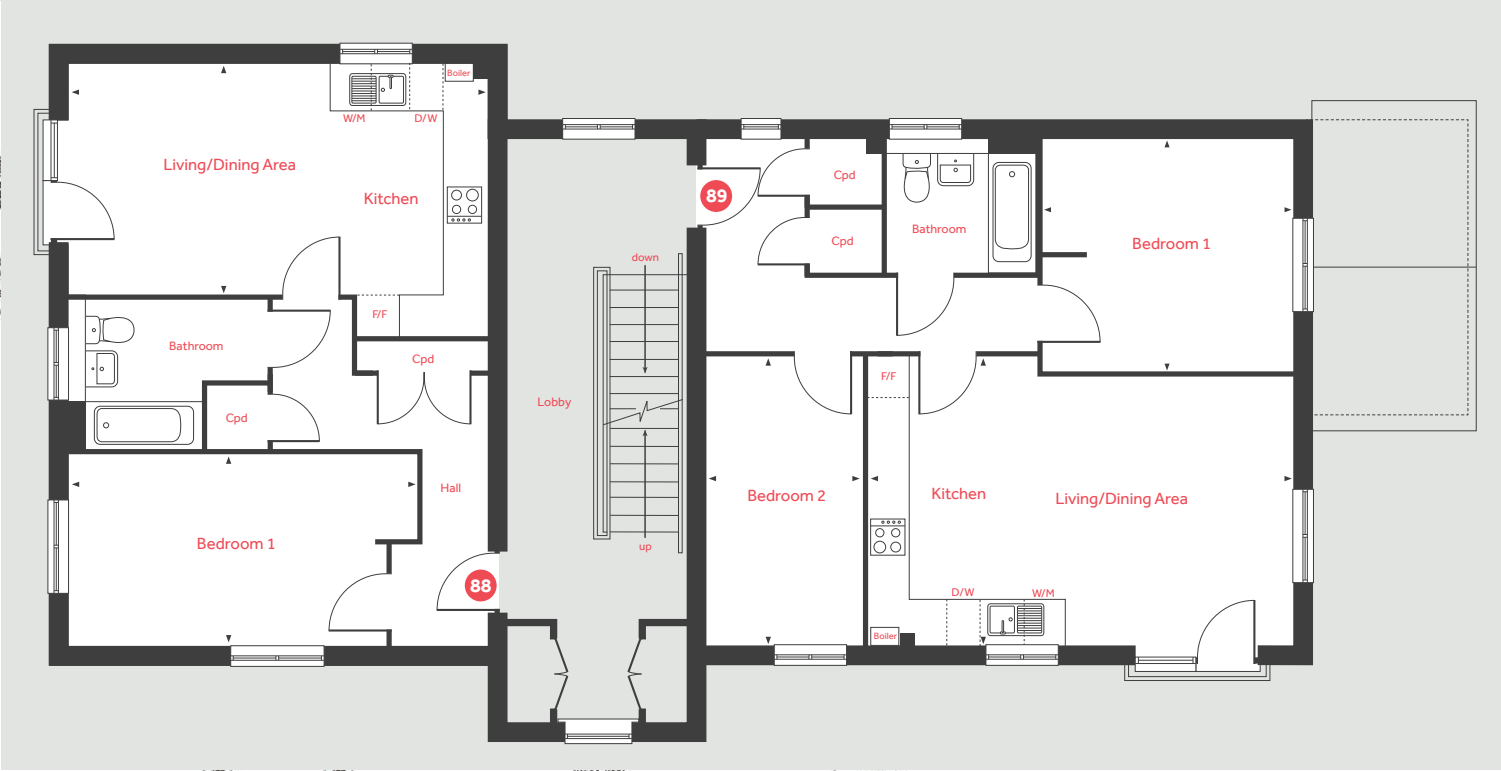 Boiler
W/M
D/W
Living/Dining Area
Kitchen
F/F
Bathroom
Cpd
Cpd
Hall
Bedroom 1
88
Lobby
down
up
89
Cpd
Cpd
Bathroom
Bedroom 1
F/F
Bedroom 2
Kitchen
Living/Dining Area
D/W
W/M
Boiler